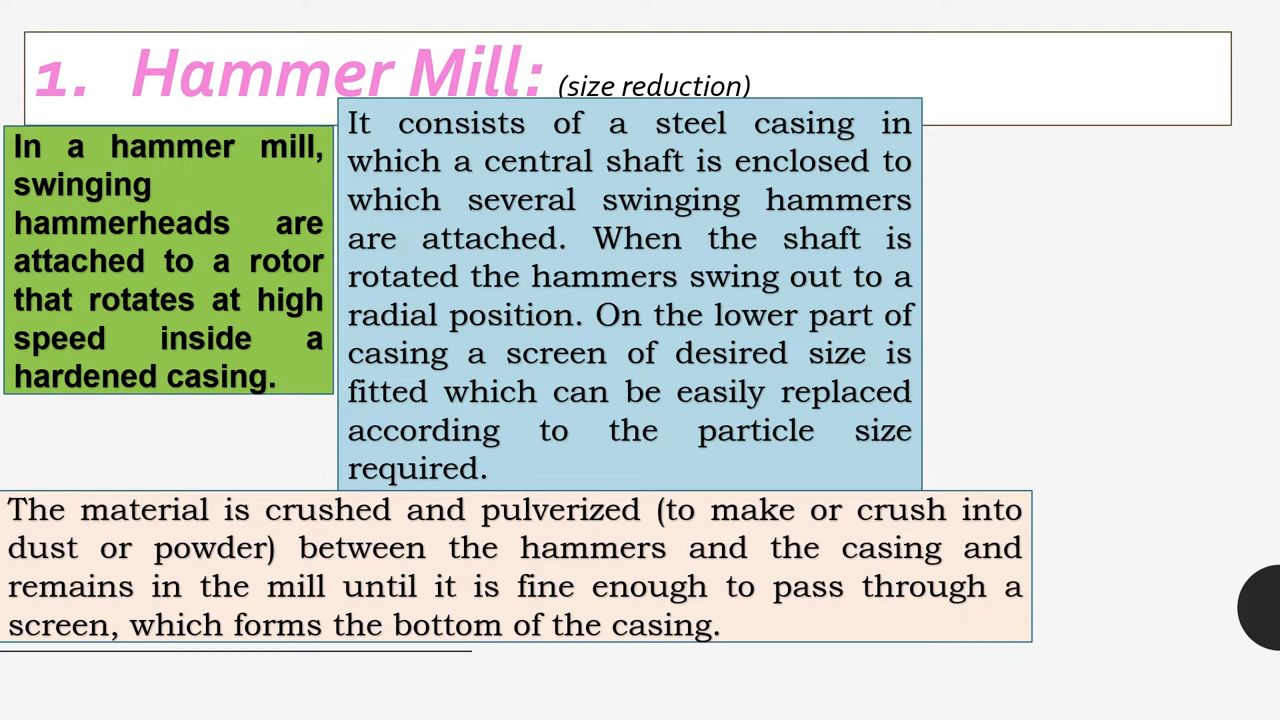 1. Hammer Mill: (size reduction)
In a hammer mill,
swinging
hammerheads are
attached to a rotor
that rotates at high
speed inside a
hardened casing.
It consists of a steel casing in
which a central shaft is enclosed to
which several swinging hammers
are attached. When the shaft is
rotated the hammers swing out to a
radial position. On the lower part of
casing a screen of desired size is
fitted which can be easily replaced
according to the particle size
required.
The material is crushed and pulverized (to make or crush into
dust or powder) between the hammers and the casing and
remains in the mill until it is fine enough to pass through a
screen, which forms the bottom of the casing.